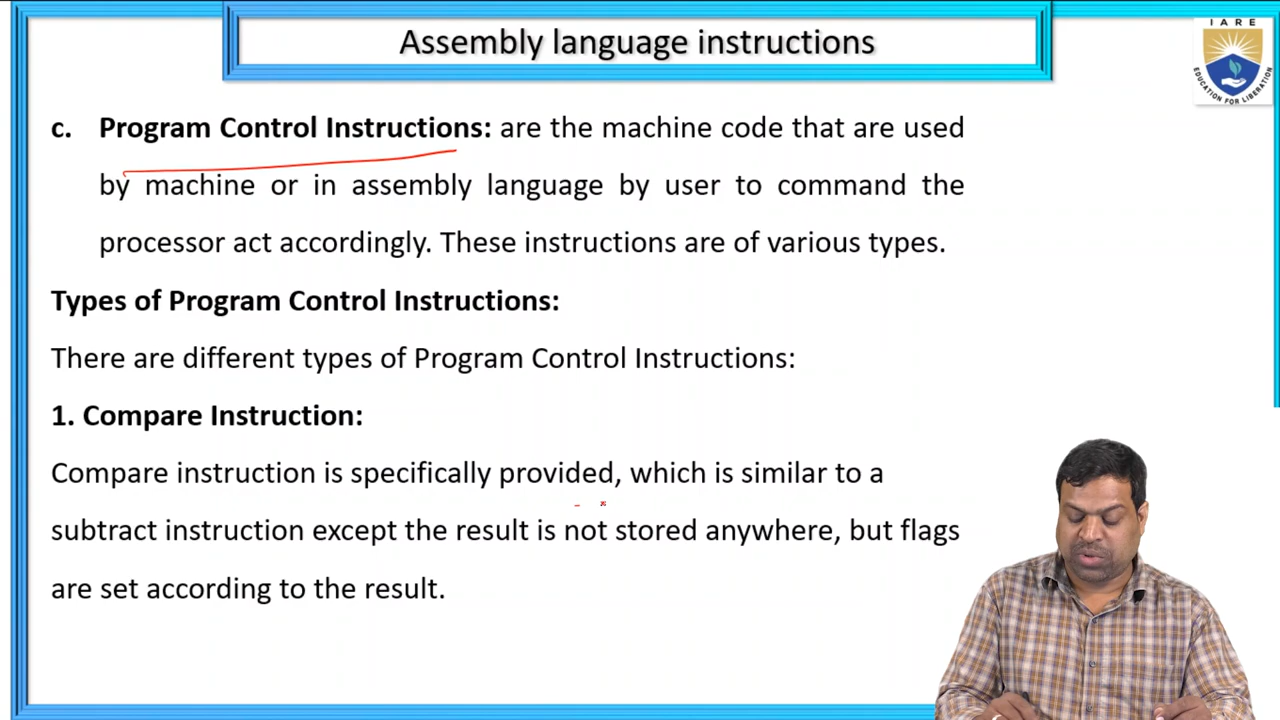 Assembly language instructions
IARE
EDUCATION FOR LIBERATION
c. Program Control Instructions: are the machine code that are used
by machine or in assembly language by user to command the
processor act accordingly. These instructions are of various types.
Types of Program Control Instructions:
There are different types of Program Control Instructions:
1. Compare Instruction:
Compare instruction is specifically provided, which is similar to a
subtract instruction except the result is not stored anywhere, but flags
are set according to the result.